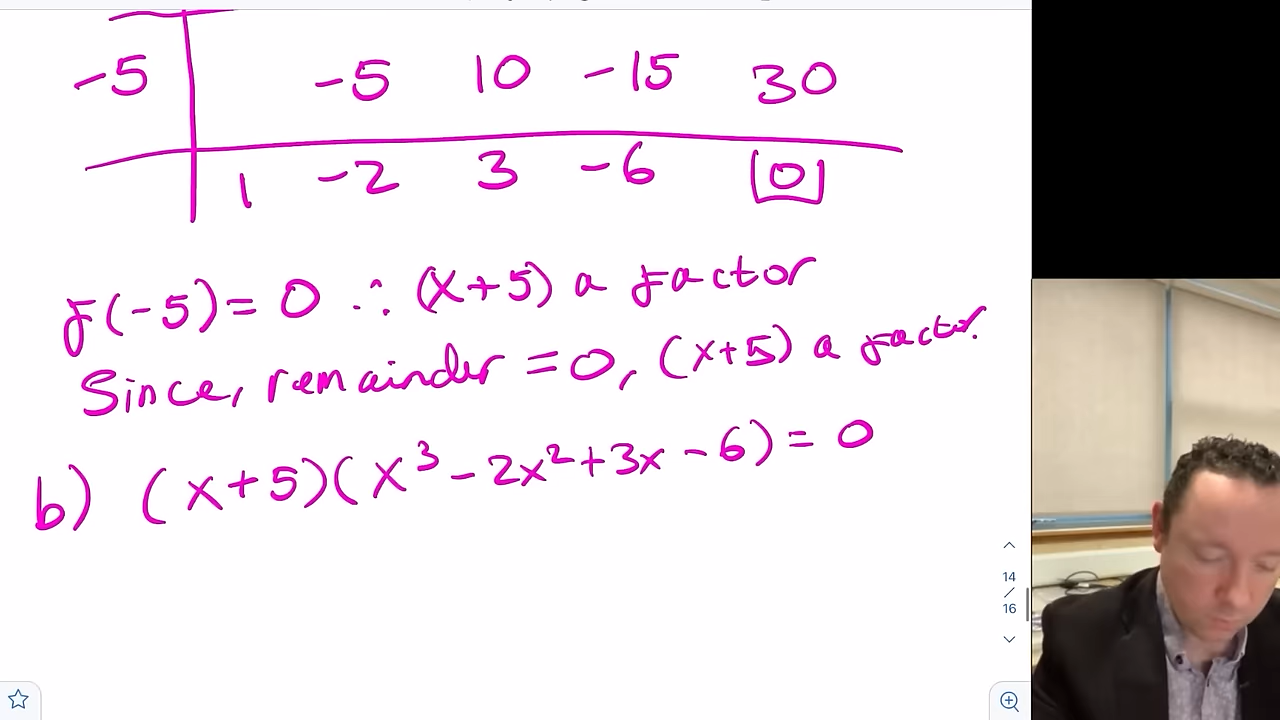 -5 -5 10 -15 30
1 -2 3 -6 0
f(-5) = 0 ∴ (x+5) a factor
Since, remainder = 0, (x+5) a factor.
b) (x+5)(x³ - 2x² + 3x - 6) = 0
14
/
16